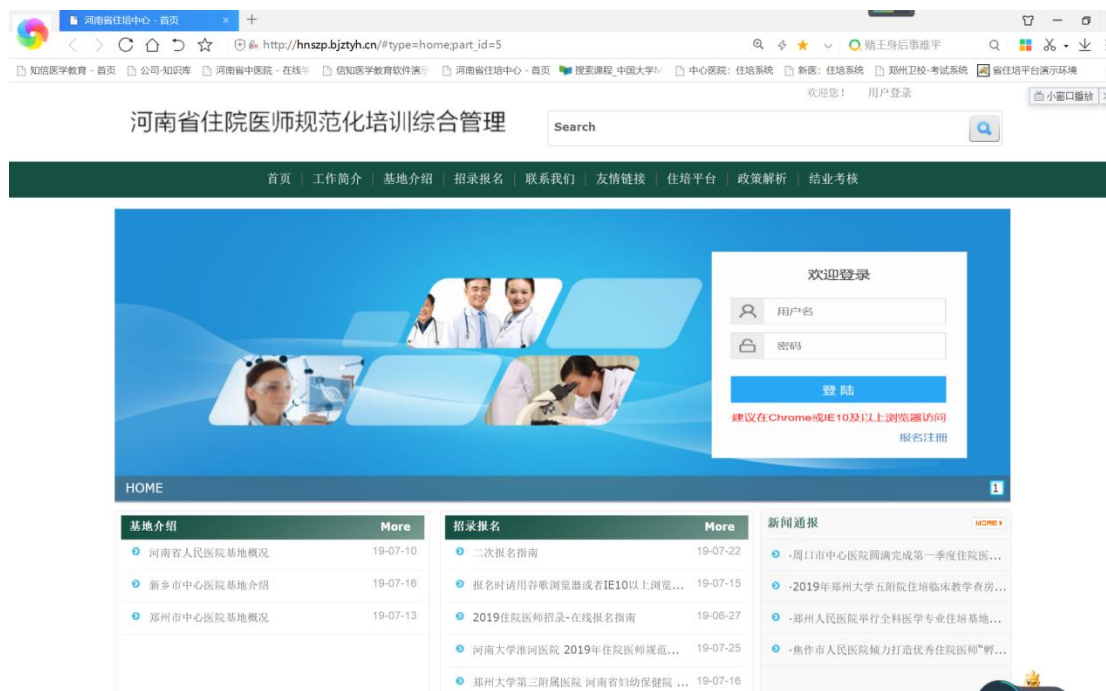 河南省住培中心 - 首页
http://hnszp.bjztyh.cn/#type=home;part_id=5
赌王身后事难平
知信医学教育 - 首页 公司-知识库 河南省中医院 - 在线学 信知医学教育软件演示 河南省住培中心 - 首页 搜索课程_中国大学M 中心医院: 住培系统 新医: 住培系统 郑州卫校-考试系统 省住培平台演示环境
欢迎您! 用户登录
小窗口播放
河南省住院医师规范化培训综合管理
Search
首页 | 工作简介 | 基地介绍 | 招录报名 | 联系我们 | 友情链接 | 住培平台 | 政策解析 | 结业考核
欢迎登录
用户名
密码
登 陆
建议在Chrome或IE10及以上浏览器访问
报名注册
HOME 1
基地介绍 More
河南省人民医院基地概况 19-07-10
新乡市中心医院基地介绍 19-07-16
郑州市中心医院基地概况 19-07-13
招录报名 More
二次报名指南 19-07-22
报名时请用谷歌浏览器或者IE10以上浏览... 19-07-15
2019住院医师招录-在线报名指南 19-06-27
河南大学淮河医院 2019年住院医师规范... 19-07-25
郑州大学第三附属医院 河南省妇幼保健院 ... 19-07-16
新闻通报 MORE
·周口市中心医院圆满完成第一季度住院医...
·2019年郑州大学五附院住培临床教学查房...
·郑州人民医院举行全科医学专业住培基地...
·焦作市人民医院倾力打造优秀住院医师"孵...